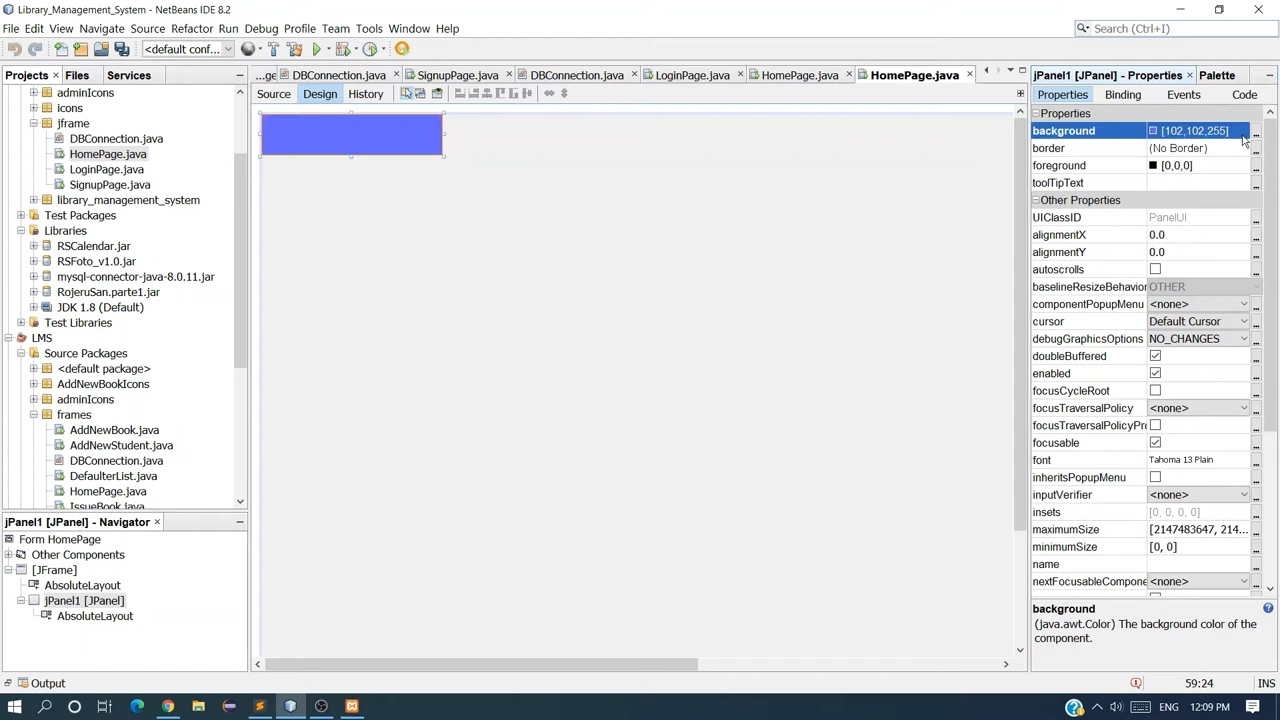 Library_Management_System - NetBeans IDE 8.2
File Edit View Navigate Source Refactor Run Debug Profile Team Tools Window Help
Search (Ctrl+I)
<default conf...
Projects Files Services
...ge DBConnection.java SignupPage.java DBConnection.java LoginPage.java HomePage.java HomePage.java
jPanel1 [JPanel] - Properties Palette
Source Design History
Properties Binding Events Code
adminIcons
icons
jframe
DBConnection.java
HomePage.java
LoginPage.java
SignupPage.java
library_management_system
Test Packages
Libraries
RSCalendar.jar
RSFoto_v1.0.jar
mysql-connector-java-8.0.11.jar
RojeruSan.parte1.jar
JDK 1.8 (Default)
Test Libraries
LMS
Source Packages
<default package>
AddNewBookIcons
adminIcons
frames
AddNewBook.java
AddNewStudent.java
DBConnection.java
DefaulterList.java
HomePage.java
IssueBook.java
jPanel1 [JPanel] - Navigator
Form HomePage
Other Components
[JFrame]
AbsoluteLayout
jPanel1 [JPanel]
AbsoluteLayout
Properties
background [102,102,255] ...
border (No Border) ...
foreground [0,0,0] ...
toolTipText ...
Other Properties
UIClassID PanelUI ...
alignmentX 0.0 ...
alignmentY 0.0 ...
autoscrolls ...
baselineResizeBehavior OTHER ...
componentPopupMenu <none> ...
cursor Default Cursor ...
debugGraphicsOptions NO_CHANGES ...
doubleBuffered ...
enabled ...
focusCycleRoot ...
focusTraversalPolicy <none> ...
focusTraversalPolicyPro ...
focusable ...
font Tahoma 13 Plain ...
inheritsPopupMenu ...
inputVerifier <none> ...
insets [0, 0, 0, 0] ...
maximumSize [2147483647, 214... ...
minimumSize [0, 0] ...
name ...
nextFocusableCompone <none> ...
background
(java.awt.Color) The background color of the
component.
Output
59:24 INS
ENG 12:09 PM